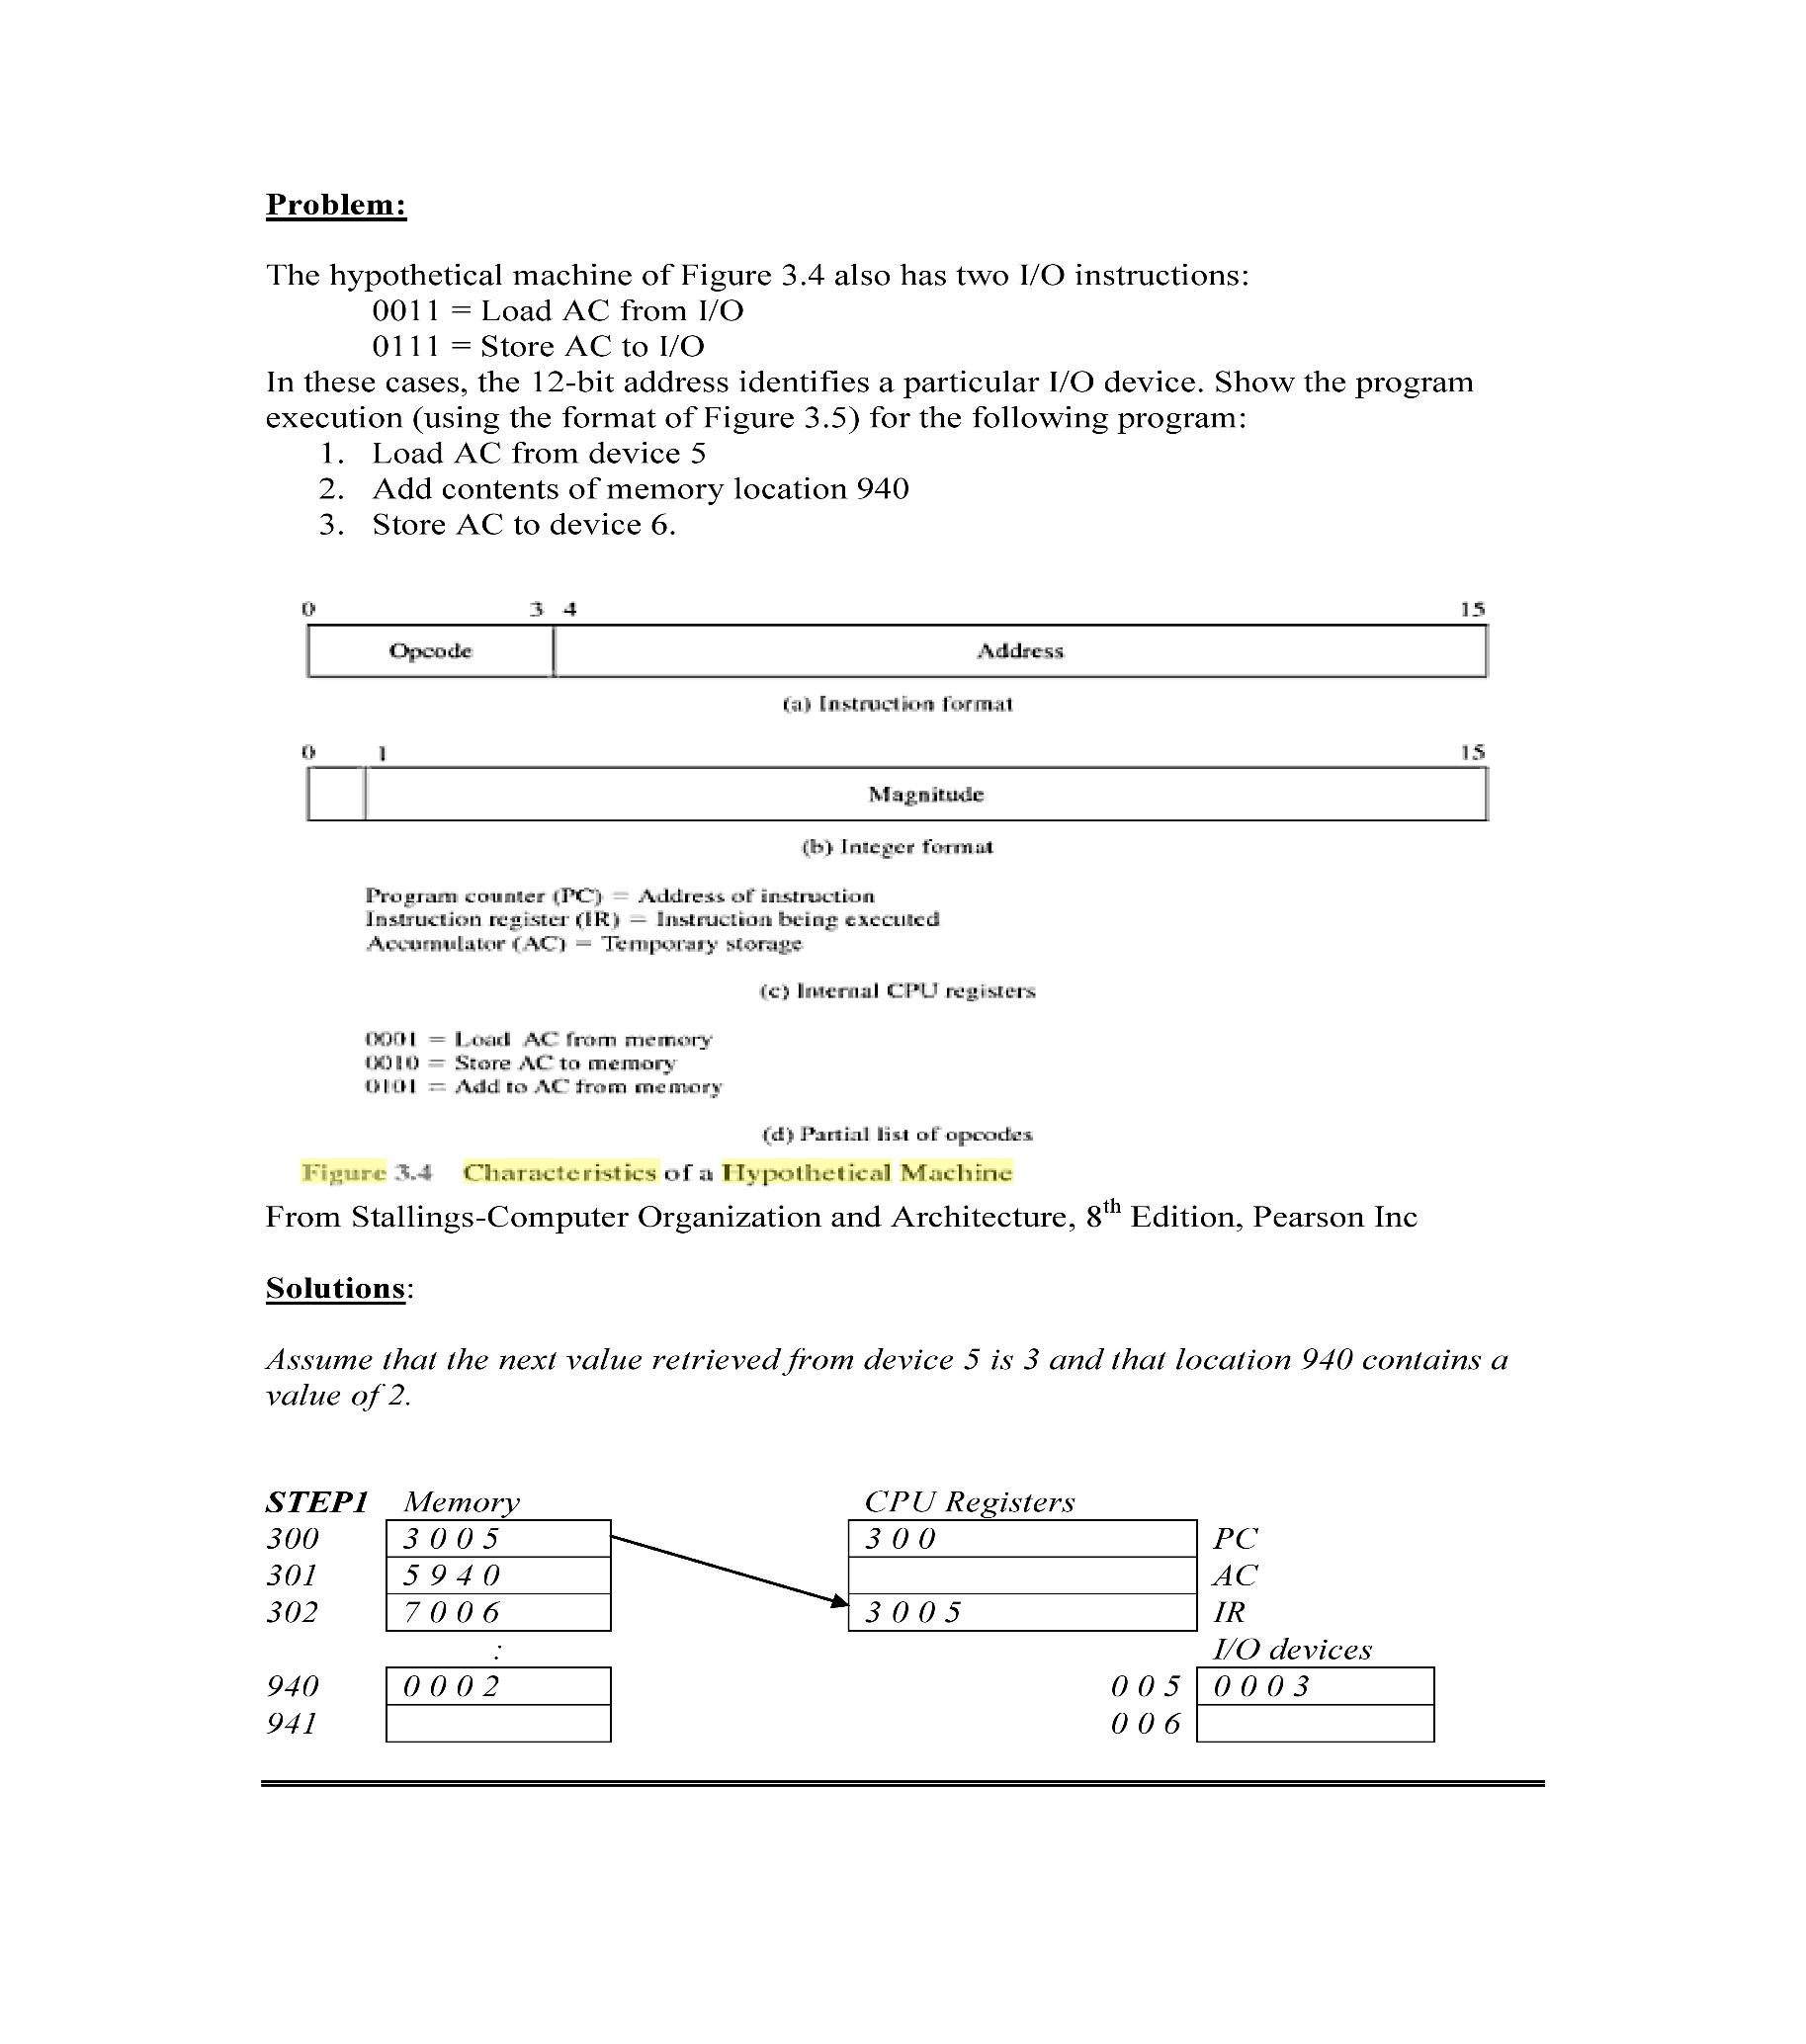 Problem:
The hypothetical machine of Figure 3.4 also has two I/O instructions:
0011 = Load AC from I/O
0111 = Store AC to I/O
In these cases, the 12-bit address identifies a particular I/O device. Show the program
execution (using the format of Figure 3.5) for the following program:
1. Load AC from device 5
2. Add contents of memory location 940
3. Store AC to device 6.
0 3 4 15
Opcode Address
(a) Instruction format
0 1 15
Magnitude
(b) Integer format
Program counter (PC) = Address of instruction
Instruction register (IR) = Instruction being executed
Accumulator (AC) = Temporary storage
(c) Internal CPU registers
0001 = Load AC from memory
0010 = Store AC to memory
0101 = Add to AC from memory
(d) Partial list of opcodes
Figure 3.4 Characteristics of a Hypothetical Machine
From Stallings-Computer Organization and Architecture, 8th Edition, Pearson Inc
Solutions:
Assume that the next value retrieved from device 5 is 3 and that location 940 contains a
value of 2.
STEP1 Memory CPU Registers
300 3 0 0 5 3 0 0 PC
301 5 9 4 0 AC
302 7 0 0 6 3 0 0 5 IR
: I/O devices
940 0 0 0 2 0 0 5 0 0 0 3
941 0 0 6